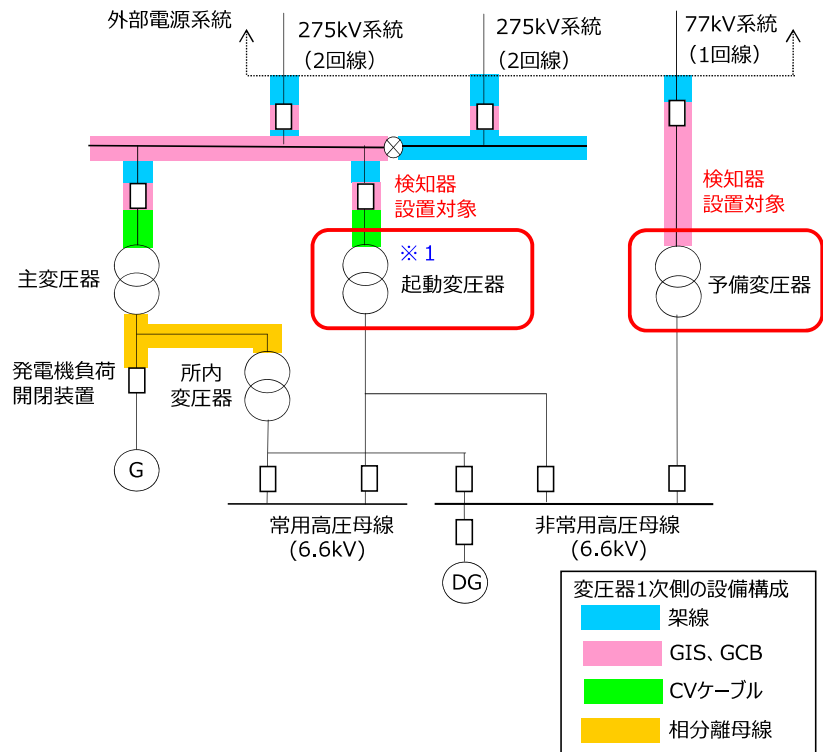 外部電源系統
275kV系統
(2回線)
275kV系統
(2回線)
77kV系統
(1回線)
検知器
設置対象
検知器
設置対象
主変圧器
※1
起動変圧器
予備変圧器
発電機負荷
開閉装置
所内
変圧器
G
常用高圧母線
(6.6kV)
非常用高圧母線
(6.6kV)
DG
変圧器1次側の設備構成
架線
GIS、GCB
CVケーブル
相分離母線